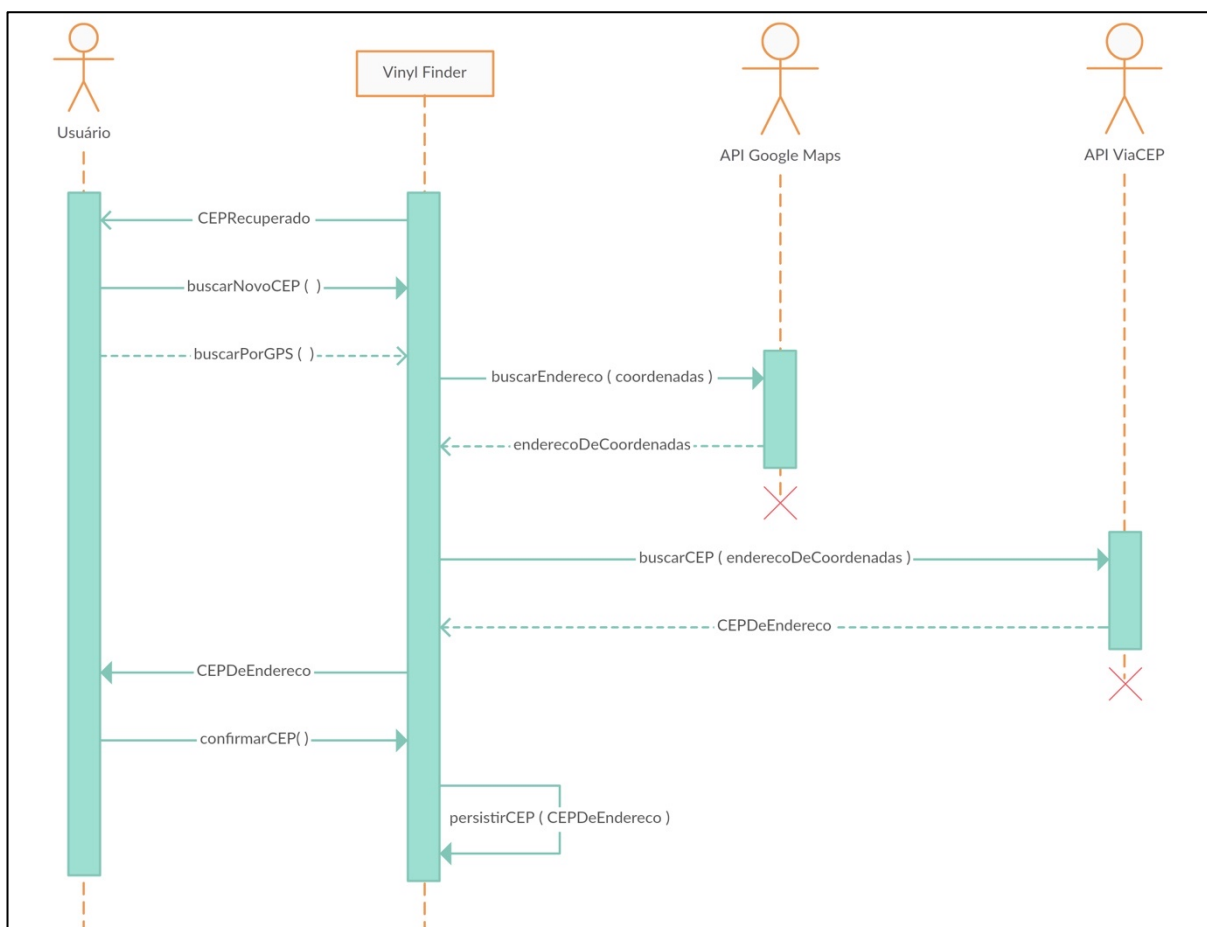 Vinyl Finder
Usuário
API Google Maps
API ViaCEP
CEPRecuperado
buscarNovoCEP ( )
buscarPorGPS ( )
buscarEndereco ( coordenadas )
enderecoDeCoordenadas
buscarCEP ( enderecoDeCoordenadas )
CEPDeEndereco
CEPDeEndereco
confirmarCEP( )
persistirCEP ( CEPDeEndereco )